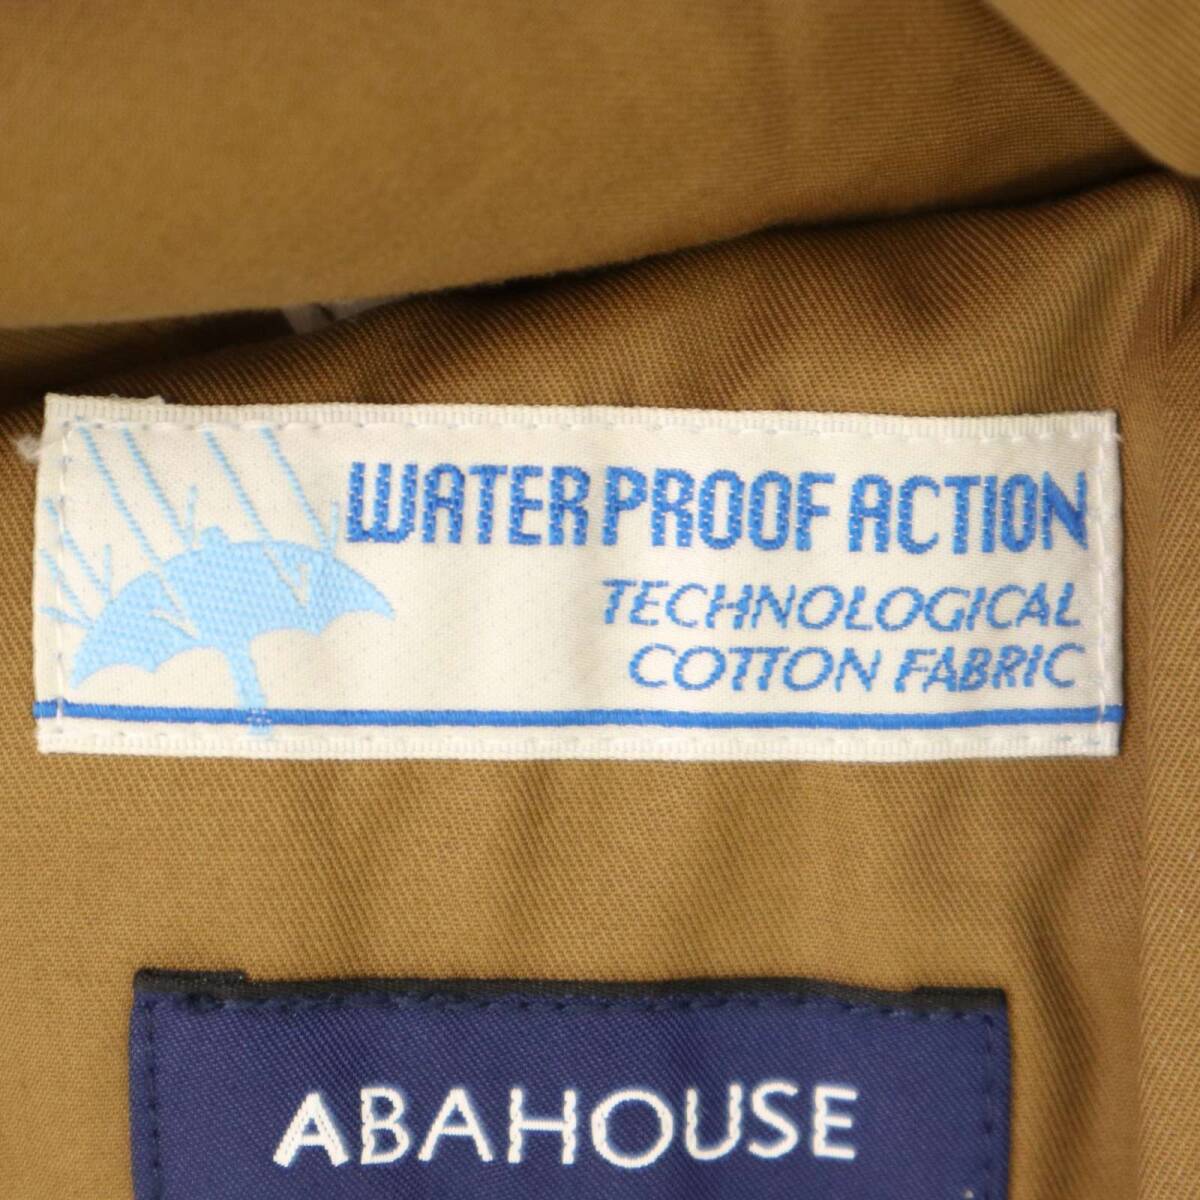 WATER PROOF ACTION
TECHNOLOGICAL
COTTON FABRIC
ABAHOUSE